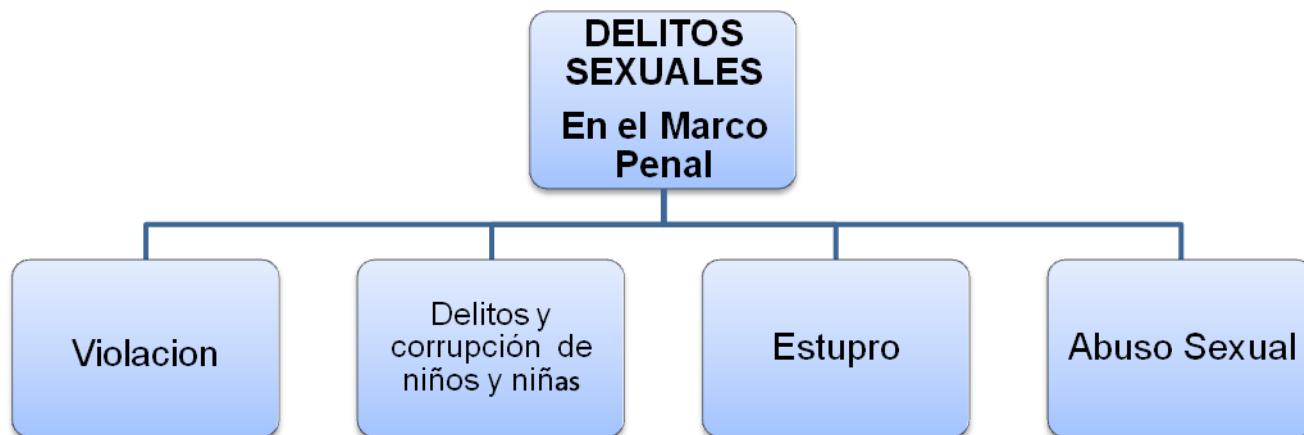 DELITOS
SEXUALES
En el Marco
Penal
Violacion
Delitos y
corrupción de
niños y niñas
Estupro
Abuso Sexual